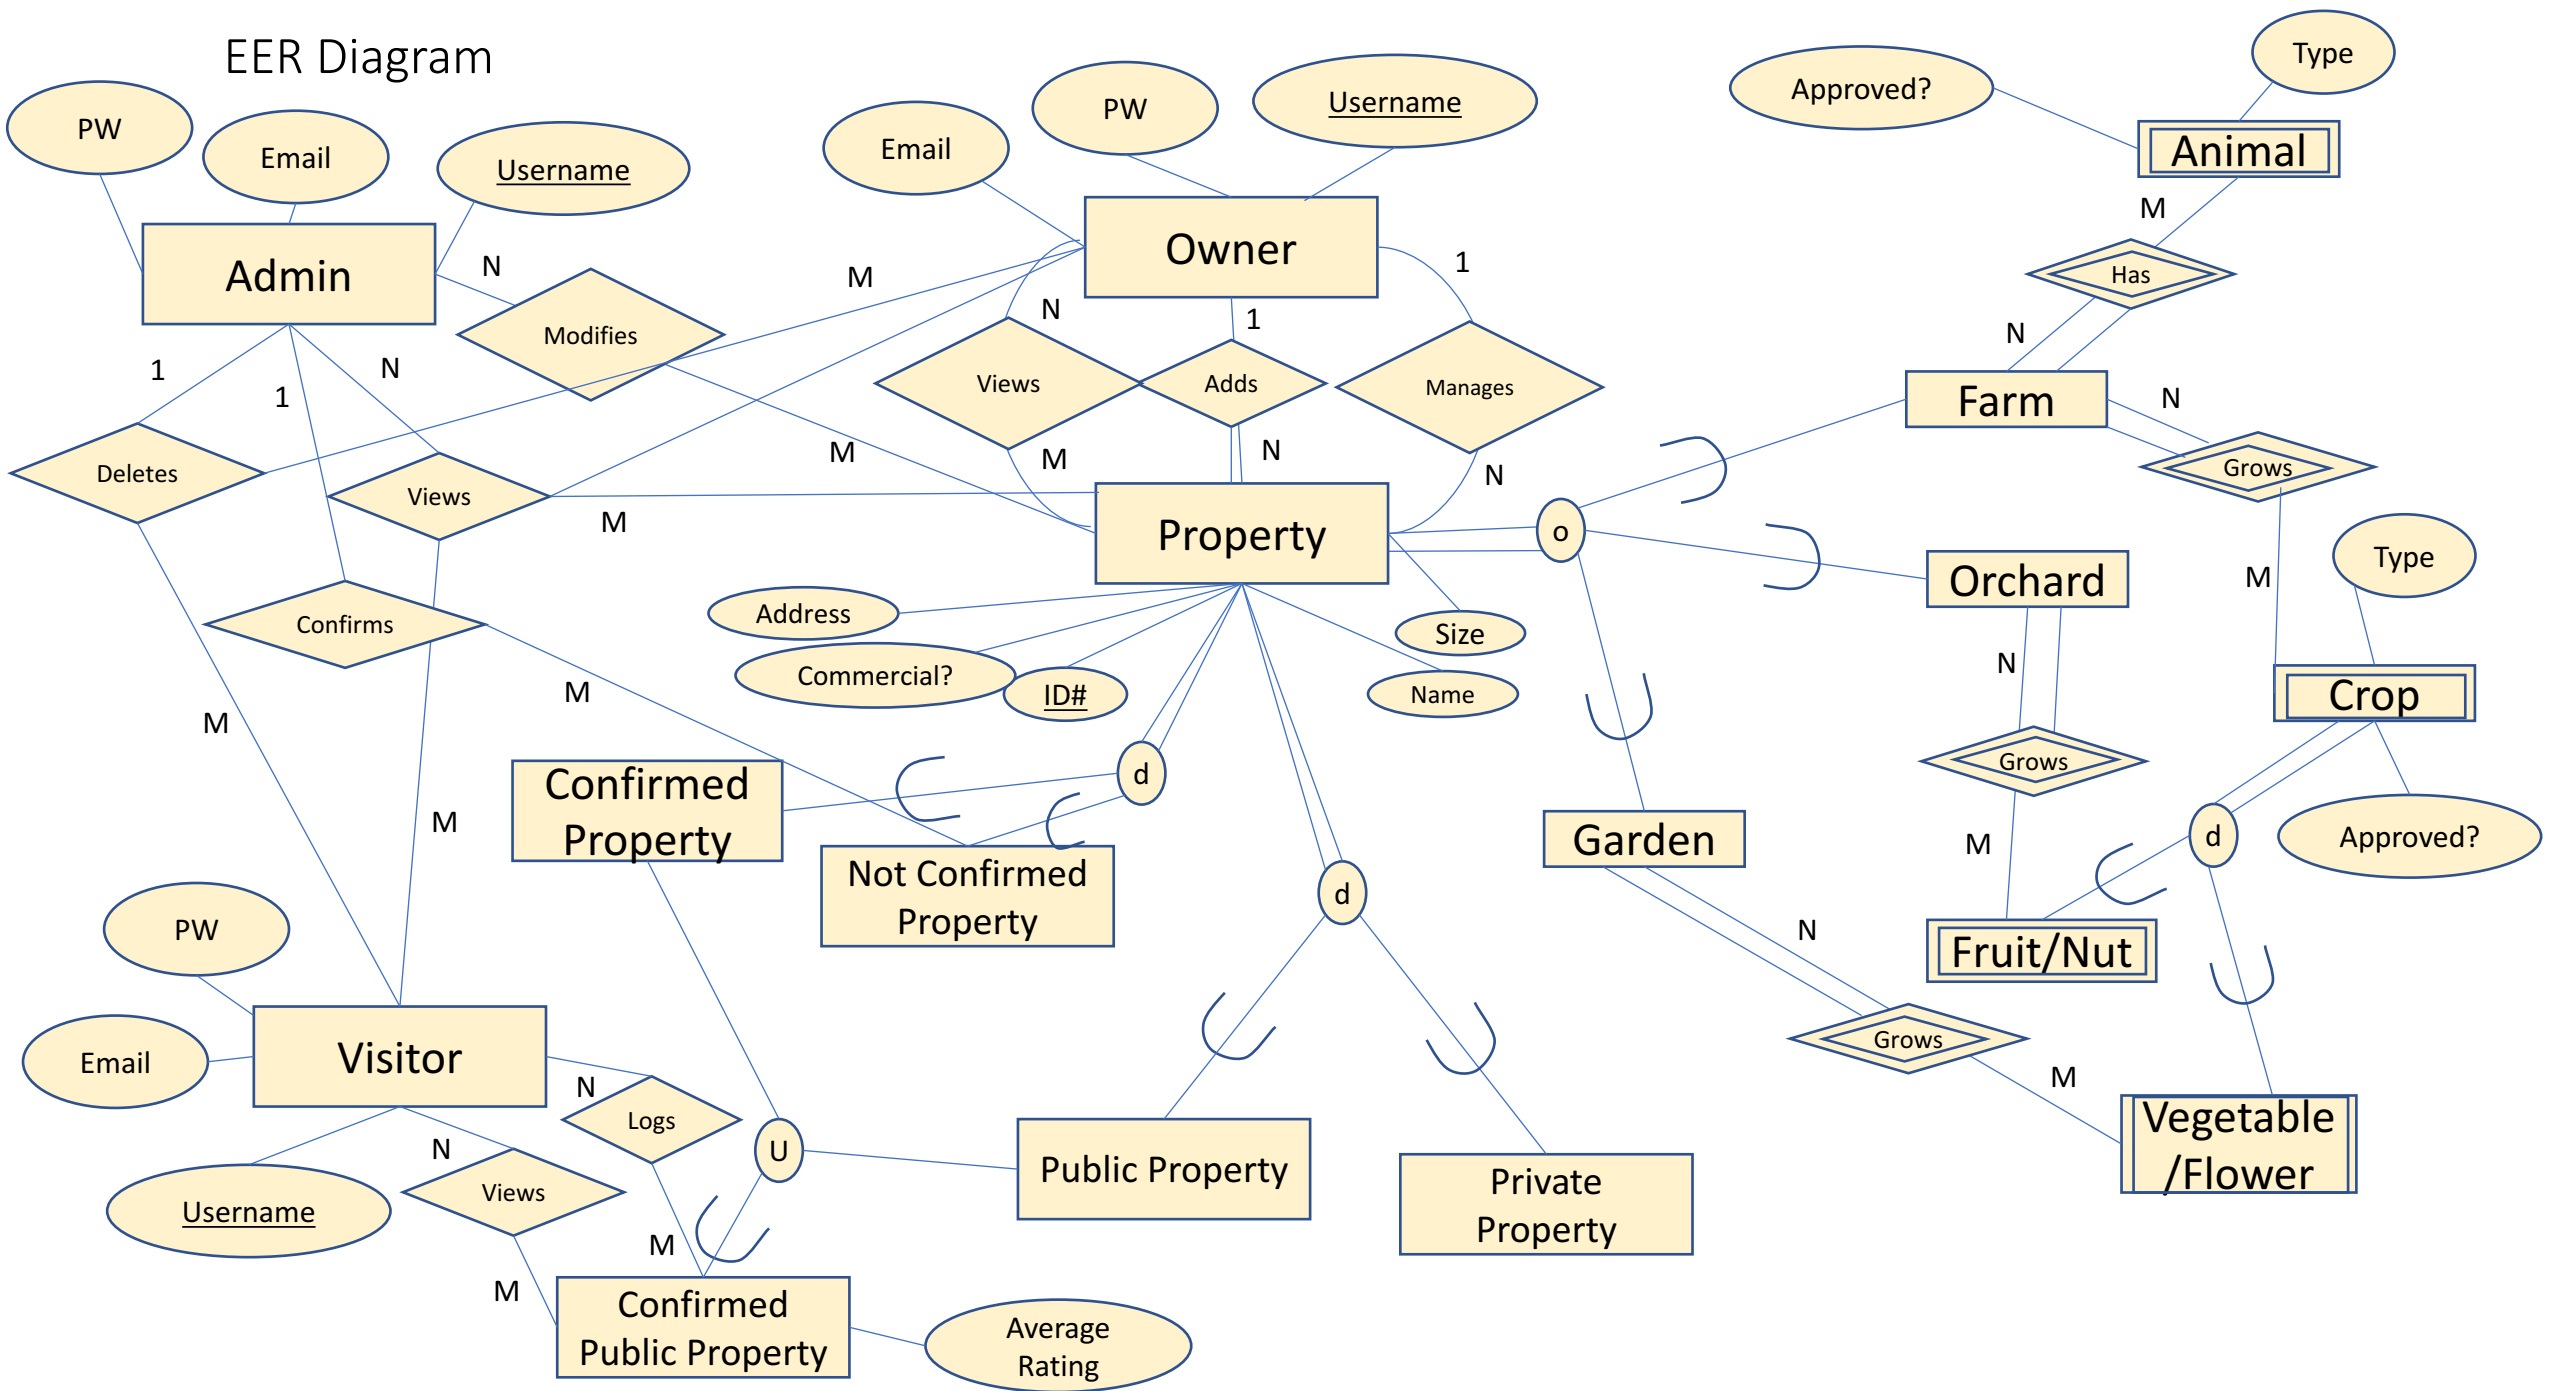 EER Diagram
PW
Email
Username
Admin
N
Modifies
1
1
N
M
Deletes
Views
M
M
Confirms
M
M
M
Email
PW
Username
Owner
N
1
1
Views
Adds
Manages
M
N
N
Property
Address
Commercial?
ID#
Size
Name
Approved?
Type
Animal
M
Has
N
Farm
N
Grows
o
M
Type
Orchard
N
Crop
Grows
M
d
Approved?
Garden
N
Fruit/Nut
Grows
M
Vegetable
/Flower
d
Confirmed
Property
Not Confirmed
Property
d
PW
Email
Visitor
Username
N
Logs
N
Views
U
M
M
Public Property
Private
Property
Confirmed
Public Property
Average
Rating